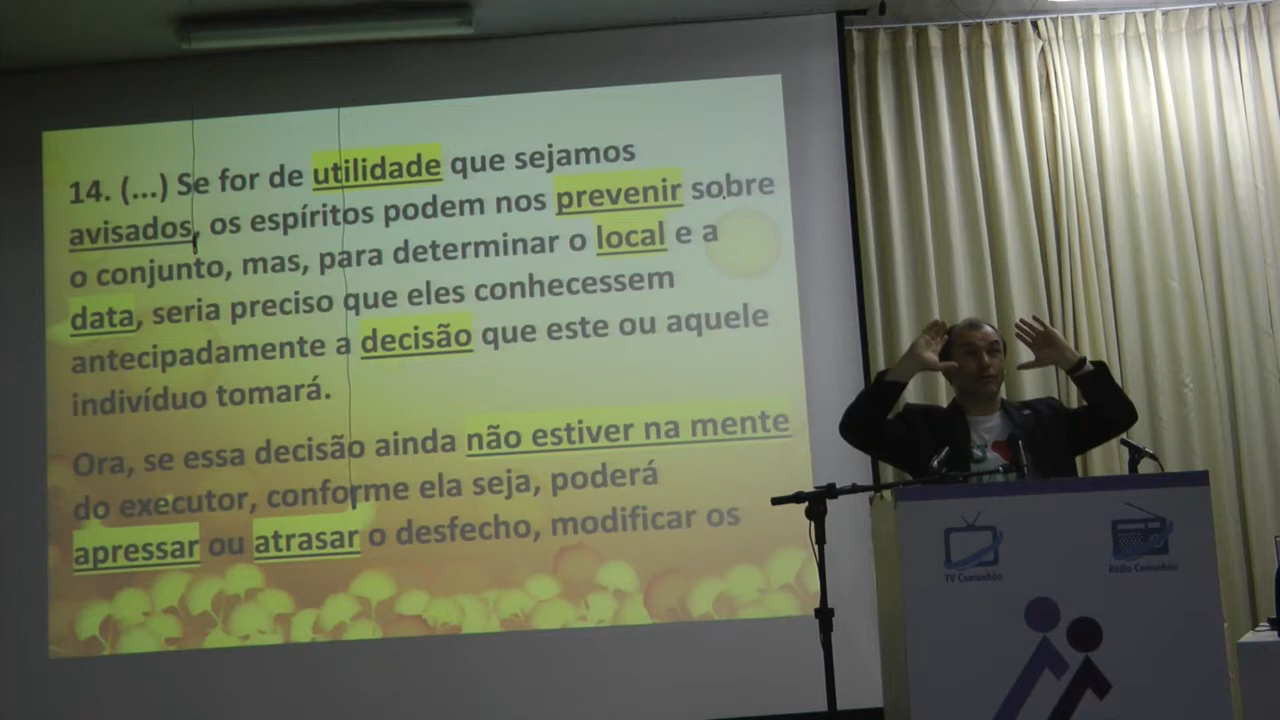 14. (...) Se for de utilidade que sejamos
avisados, os espíritos podem nos prevenir sobre
o conjunto, mas, para determinar o local e a
data, seria preciso que eles conhecessem
antecipadamente a decisão que este ou aquele
indivíduo tomará.
Ora, se essa decisão ainda não estiver na mente
do executor, conforme ela seja, poderá
apressar ou atrasar o desfecho, modificar os
TV Comunhão
Rádio Comunhão